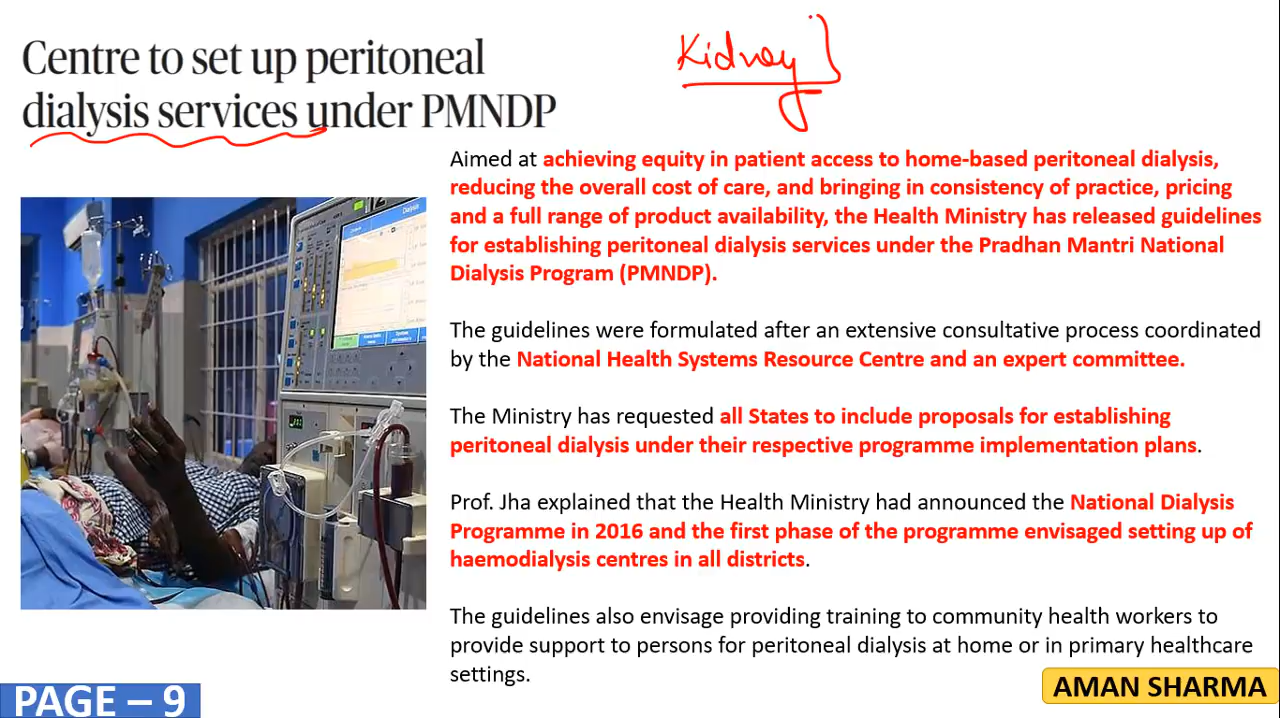 Centre to set up peritoneal
dialysis services under PMNDP
Kidney
Aimed at achieving equity in patient access to home-based peritoneal dialysis,
reducing the overall cost of care, and bringing in consistency of practice, pricing
and a full range of product availability, the Health Ministry has released guidelines
for establishing peritoneal dialysis services under the Pradhan Mantri National
Dialysis Program (PMNDP).
The guidelines were formulated after an extensive consultative process coordinated
by the National Health Systems Resource Centre and an expert committee.
The Ministry has requested all States to include proposals for establishing
peritoneal dialysis under their respective programme implementation plans.
Prof. Jha explained that the Health Ministry had announced the National Dialysis
Programme in 2016 and the first phase of the programme envisaged setting up of
haemodialysis centres in all districts.
The guidelines also envisage providing training to community health workers to
provide support to persons for peritoneal dialysis at home or in primary healthcare
settings.
PAGE – 9
AMAN SHARMA